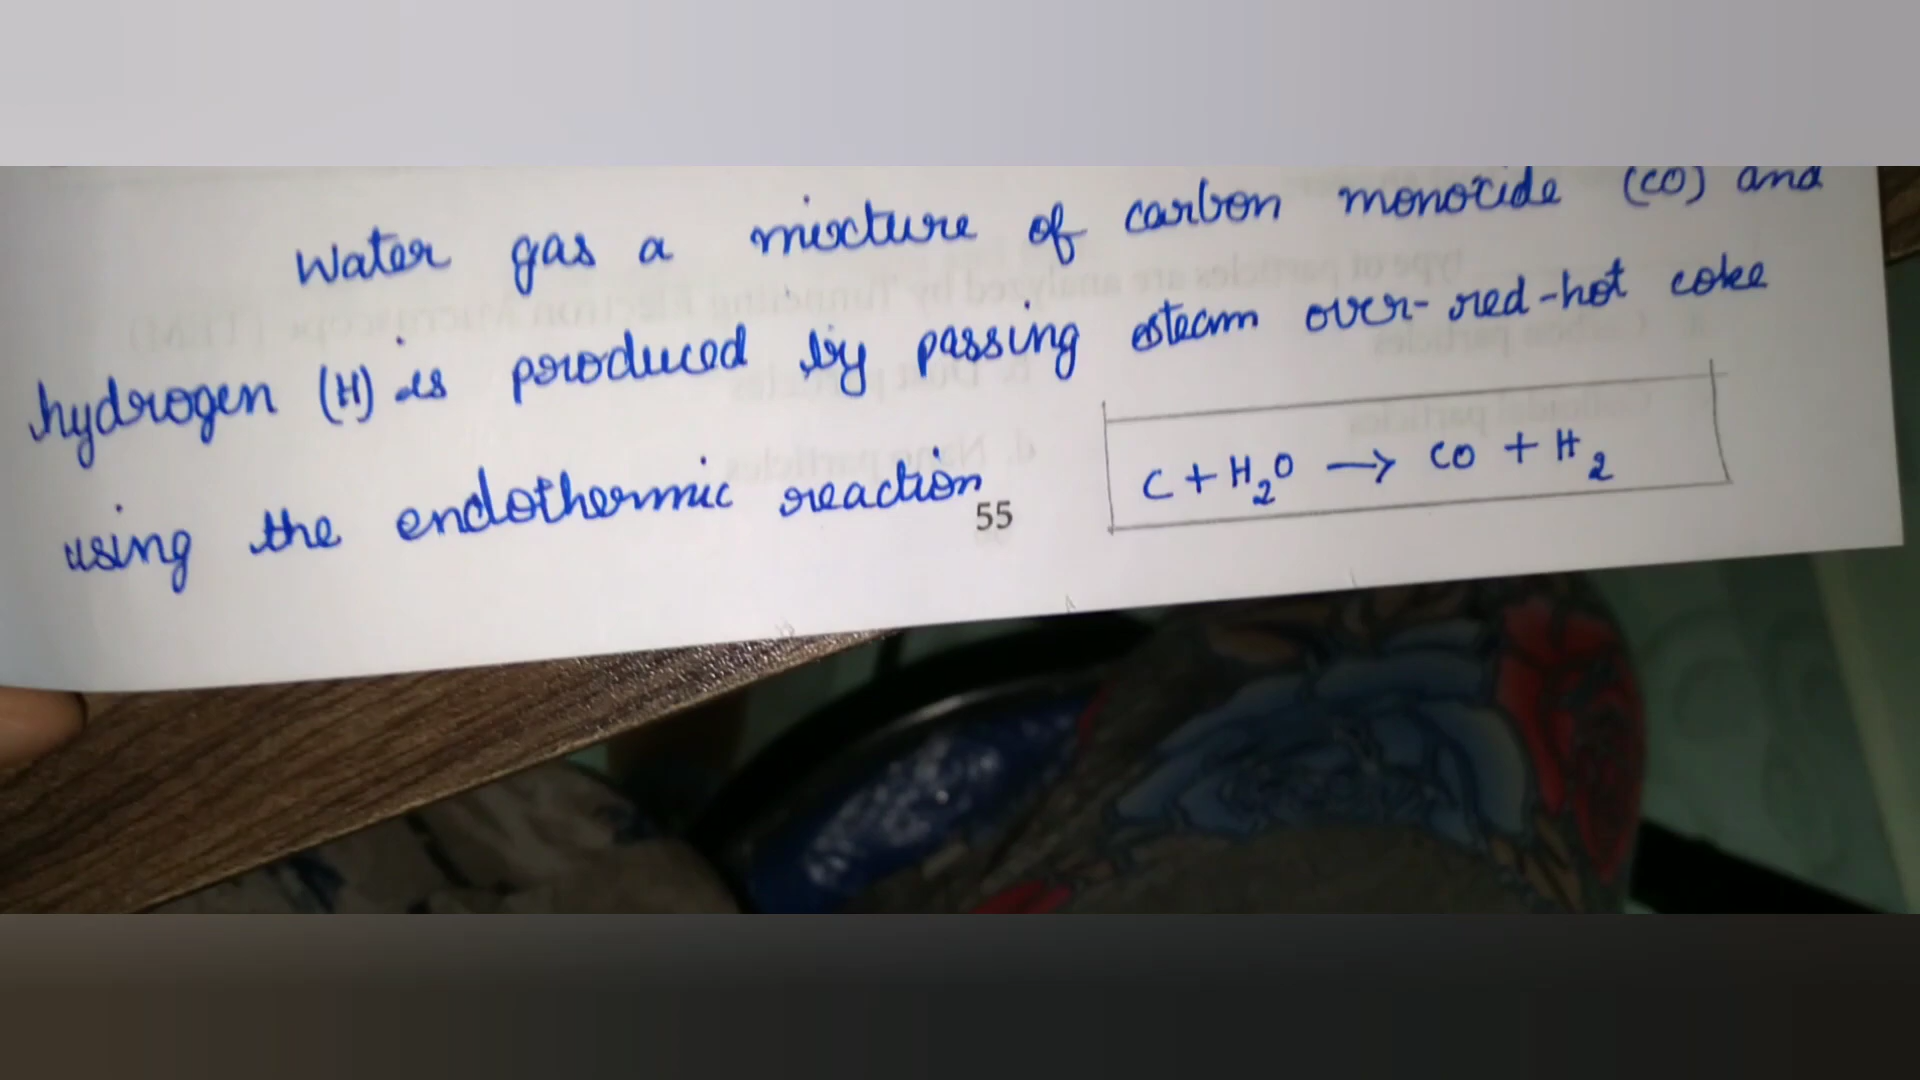 Water gas a mixture of carbon monoxide (CO) and
hydrogen (H) is produced by passing steam over-red-hot coke
using the endothermic reaction
C + H2O → CO + H2
55